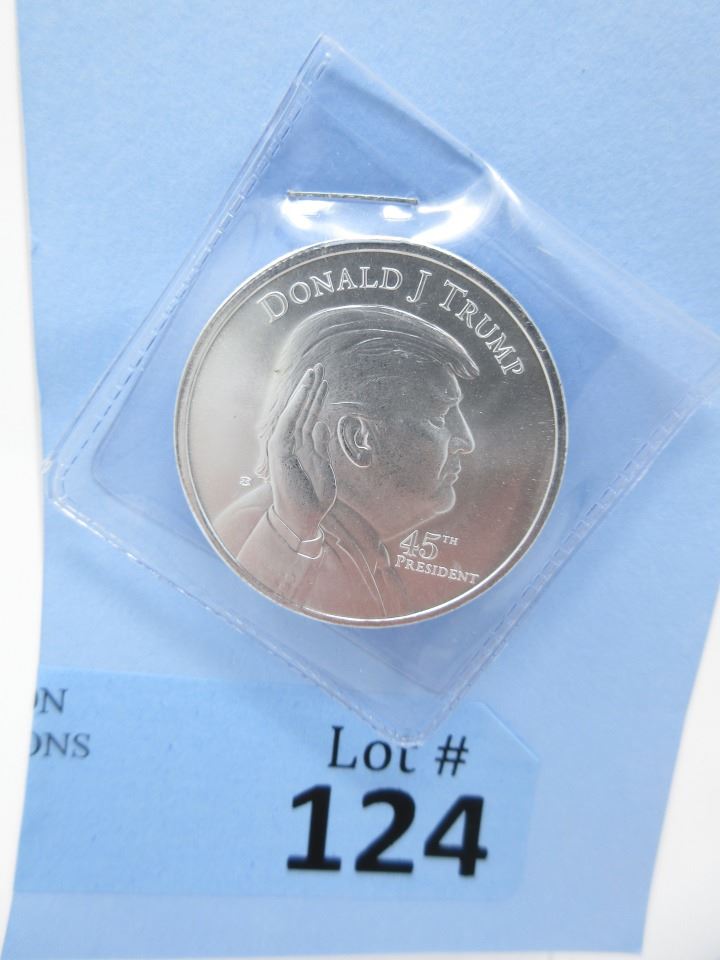 DONALD J TRUMP
45TH
PRESIDENT
ON
ONS
Lot #
124